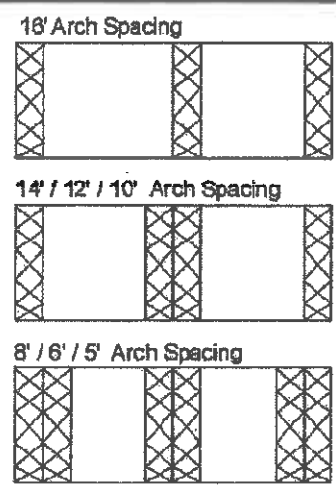 16' Arch Spacing
14' / 12' / 10' Arch Spacing
8' / 6' / 5' Arch Spacing